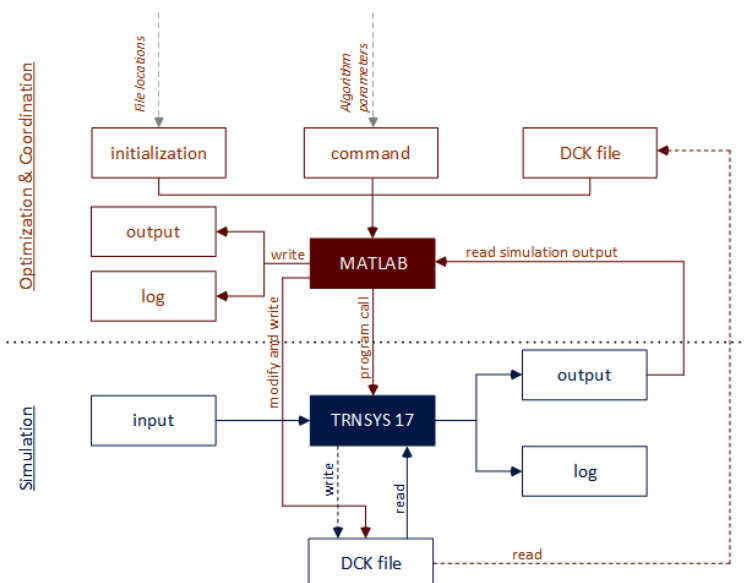 File locations
Algorithm
parameters
Optimization & Coordination
initialization
command
DCK file
output
write
MATLAB
read simulation output
log
modify and write
program call
Simulation
input
TRNSYS 17
output
log
write
read
DCK file
read